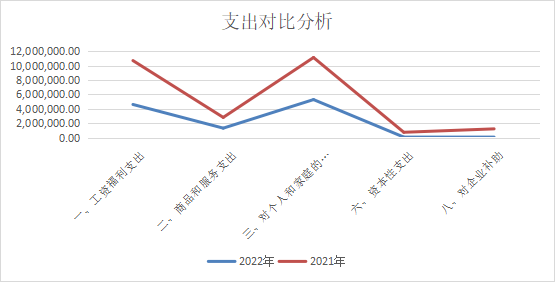 支出对比分析
12,000,000.00
10,000,000.00
8,000,000.00
6,000,000.00
4,000,000.00
2,000,000.00
0.00
一、工资福利支出
二、商品和服务支出
三、对个人和家庭的…
六、资本性支出
八、对企业补助
2022年
2021年